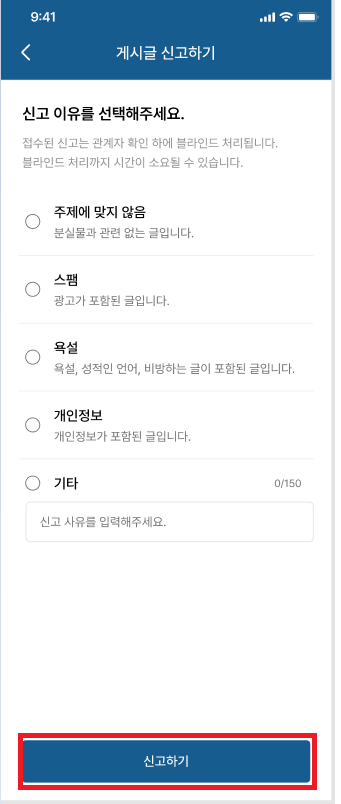 9:41
게시글 신고하기
신고 이유를 선택해주세요.
접수된 신고는 관계자 확인 하에 블라인드 처리됩니다.
블라인드 처리까지 시간이 소요될 수 있습니다.
주제에 맞지 않음
분실물과 관련 없는 글입니다.
스팸
광고가 포함된 글입니다.
욕설
욕설, 성적인 언어, 비방하는 글이 포함된 글입니다.
개인정보
개인정보가 포함된 글입니다.
기타 0/150
신고 사유를 입력해주세요.
신고하기